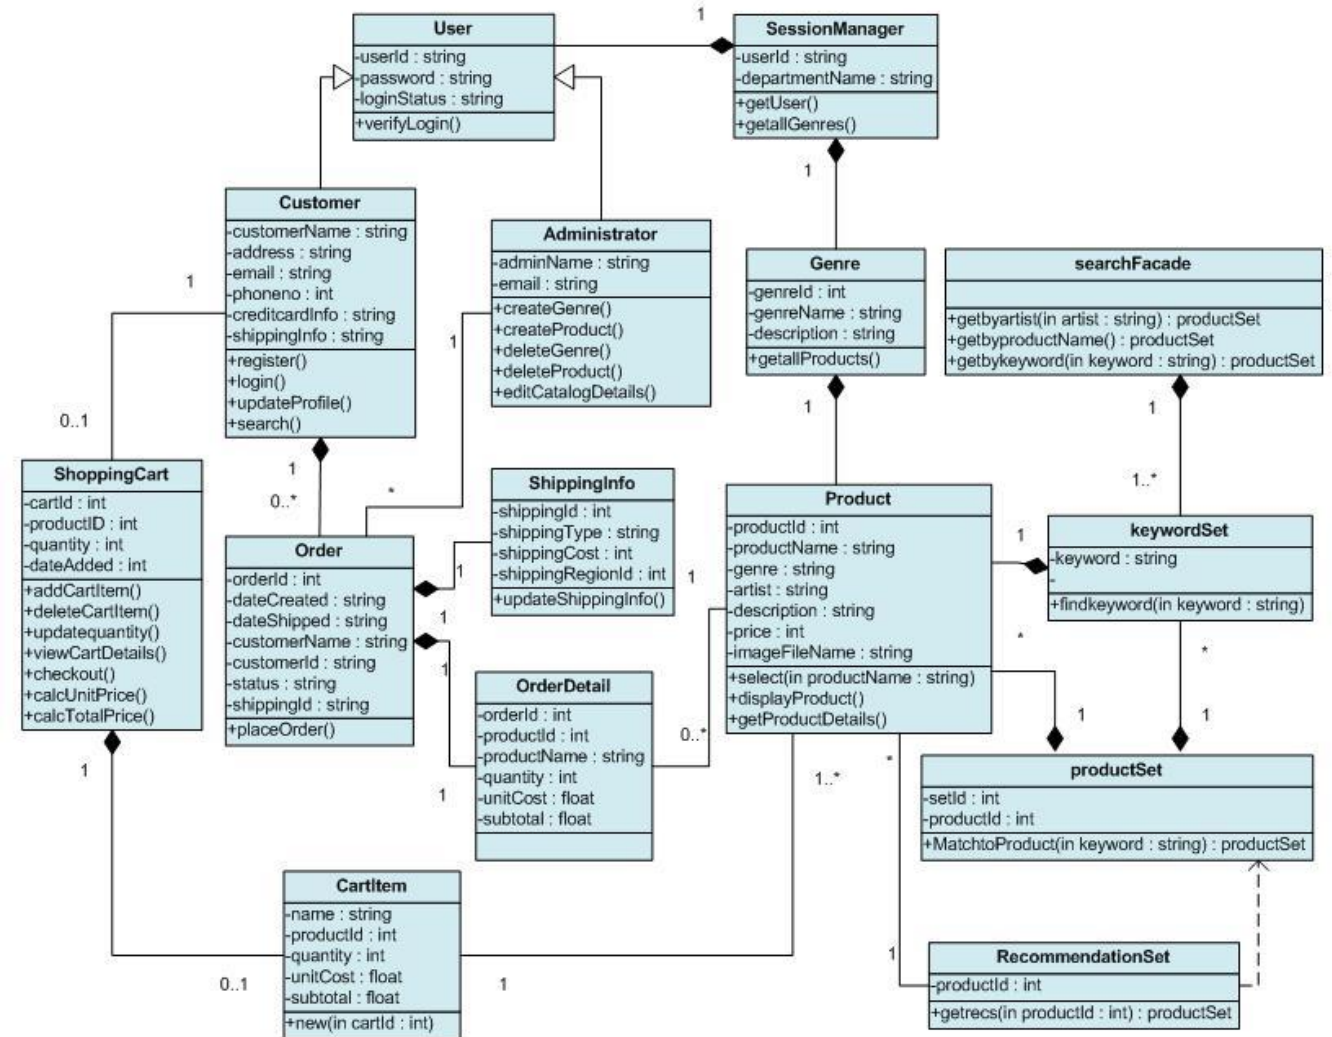 User
-userId : string
-password : string
-loginStatus : string
+verifyLogin()
1
SessionManager
-userId : string
-departmentName : string
+getUser()
+getallGenres()
1
Customer
-customerName : string
-address : string
-email : string
-phoneno : int
-creditcardInfo : string
-shippingInfo : string
+register()
+login()
+updateProfile()
+search()
1
0..1
1
0..*
Administrator
-adminName : string
-email : string
+createGenre()
+createProduct()
+deleteGenre()
+deleteProduct()
+editCatalogDetails()
1
*
Genre
-genreId : int
-genreName : string
-description : string
+getallProducts()
1
searchFacade
+getbyartist(in artist : string) : productSet
+getbyproductName() : productSet
+getbykeyword(in keyword : string) : productSet
1
1..*
ShoppingCart
-cartId : int
-productID : int
-quantity : int
-dateAdded : int
+addCartItem()
+deleteCartItem()
+updatequantity()
+viewCartDetails()
+checkout()
+calcUnitPrice()
+calcTotalPrice()
1
0..1
Order
-orderId : int
-dateCreated : string
-dateShipped : string
-customerName : string
-customerId : string
-status : string
-shippingId : string
+placeOrder()
1
1
1
1
ShippingInfo
-shippingId : int
-shippingType : string
-shippingCost : int
-shippingRegionId : int
+updateShippingInfo()
OrderDetail
-orderId : int
-productId : int
-productName : string
-quantity : int
-unitCost : float
-subtotal : float
1
0..*
Product
-productId : int
-productName : string
-genre : string
-artist : string
-description : string
-price : int
-imageFileName : string
+select(in productName : string)
+displayProduct()
+getProductDetails()
1
*
1
1..*
*
keywordSet
-keyword : string
-
+findkeyword(in keyword : string)
*
1
productSet
-setId : int
-productId : int
+MatchtoProduct(in keyword : string) : productSet
CartItem
-name : string
-productId : int
-quantity : int
-unitCost : float
-subtotal : float
+new(in cartId : int)
1
1
RecommendationSet
-productId : int
+getrecs(in productId : int) : productSet